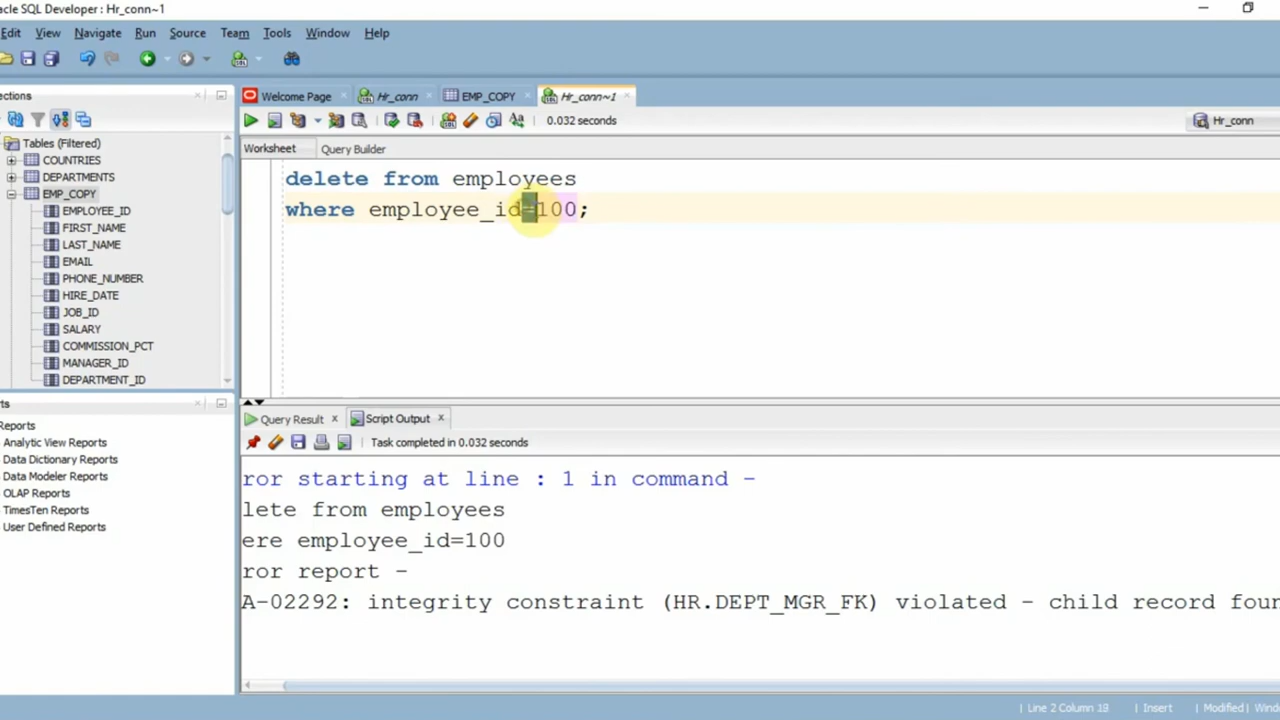 acle SQL Developer: Hr_conn~1
Edit View Navigate Run Source Team Tools Window Help
ections
Welcome Page Hr_conn EMP_COPY Hr_conn~1
0.032 seconds Hr_conn
Worksheet Query Builder
Tables (Filtered)
COUNTRIES
DEPARTMENTS
EMP_COPY
EMPLOYEE_ID
FIRST_NAME
LAST_NAME
EMAIL
PHONE_NUMBER
HIRE_DATE
JOB_ID
SALARY
COMMISSION_PCT
MANAGER_ID
DEPARTMENT_ID
delete from employees
where employee_id=100;
rts
Reports
Analytic View Reports
Data Dictionary Reports
Data Modeler Reports
OLAP Reports
TimesTen Reports
User Defined Reports
Query Result Script Output
Task completed in 0.032 seconds
ror starting at line : 1 in command -
lete from employees
ere employee_id=100
ror report -
A-02292: integrity constraint (HR.DEPT_MGR_FK) violated - child record foun
Line 2 Column 18 Insert Modified Windo